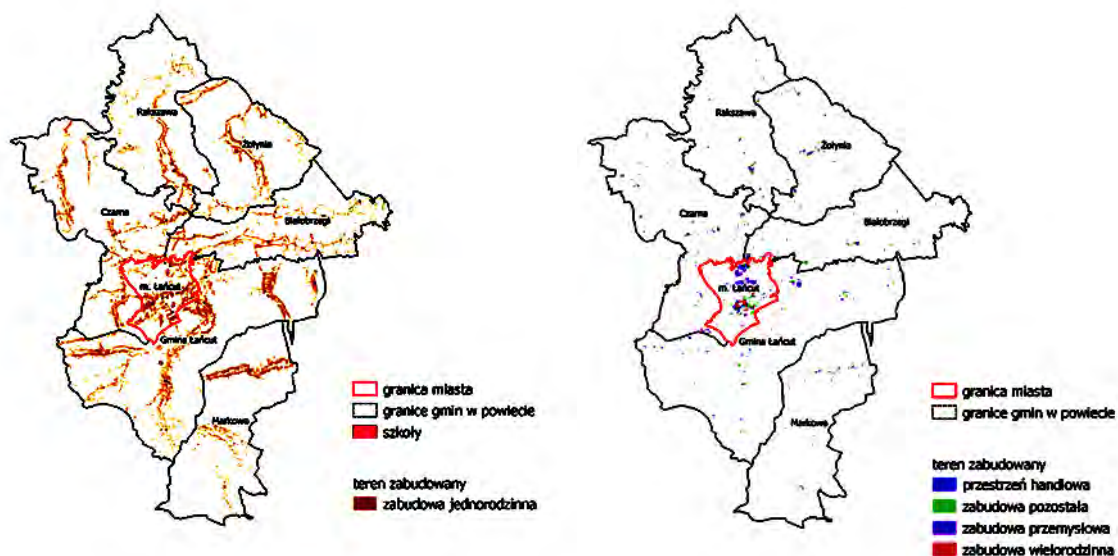 Rakszawa
Żołynia
Czarna
Białobrzegi
m. Łańcut
Gmina Łańcut
Markowa
granica miasta
granice gmin w powiecie
szkoły
teren zabudowany
zabudowa jednorodzinna
Rakszawa
Żołynia
Czarna
Białobrzegi
m. Łańcut
Gmina Łańcut
Markowa
granica miasta
granice gmin w powiecie
teren zabudowany
przestrzeń handlowa
zabudowa pozostała
zabudowa przemysłowa
zabudowa wielorodzinna